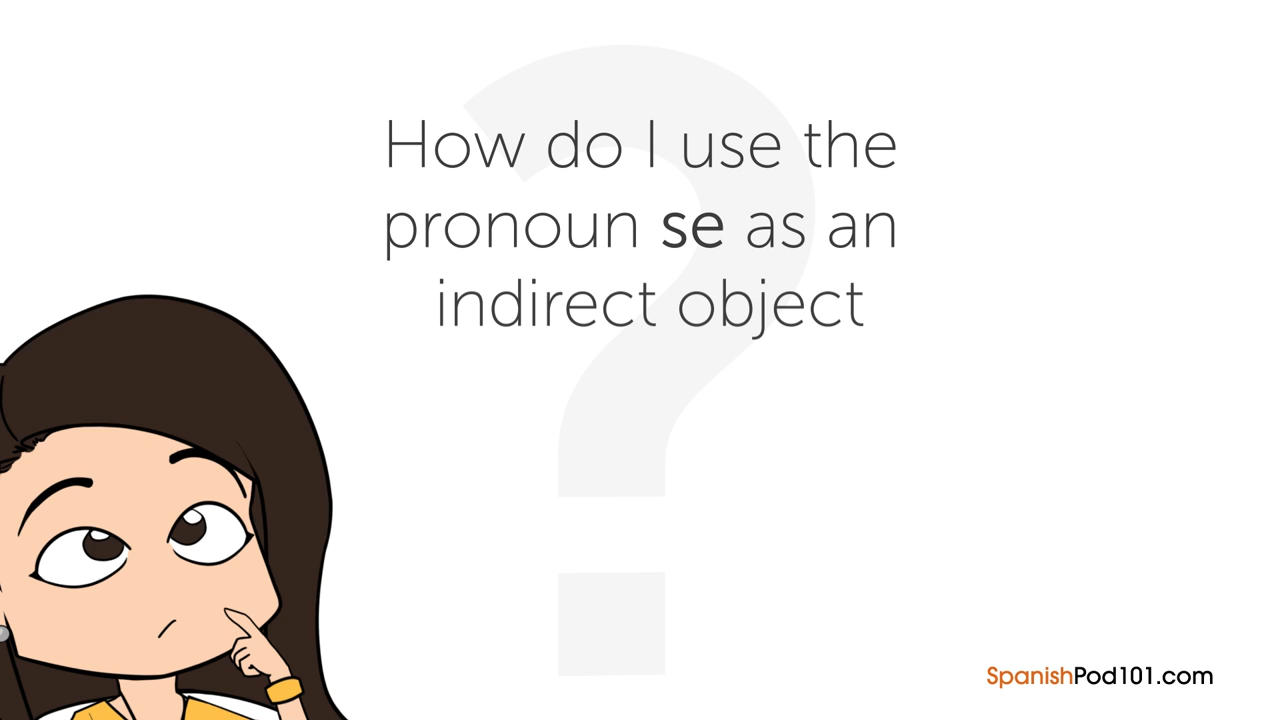 How do I use the
pronoun se as an
indirect object
SpanishPod101.com